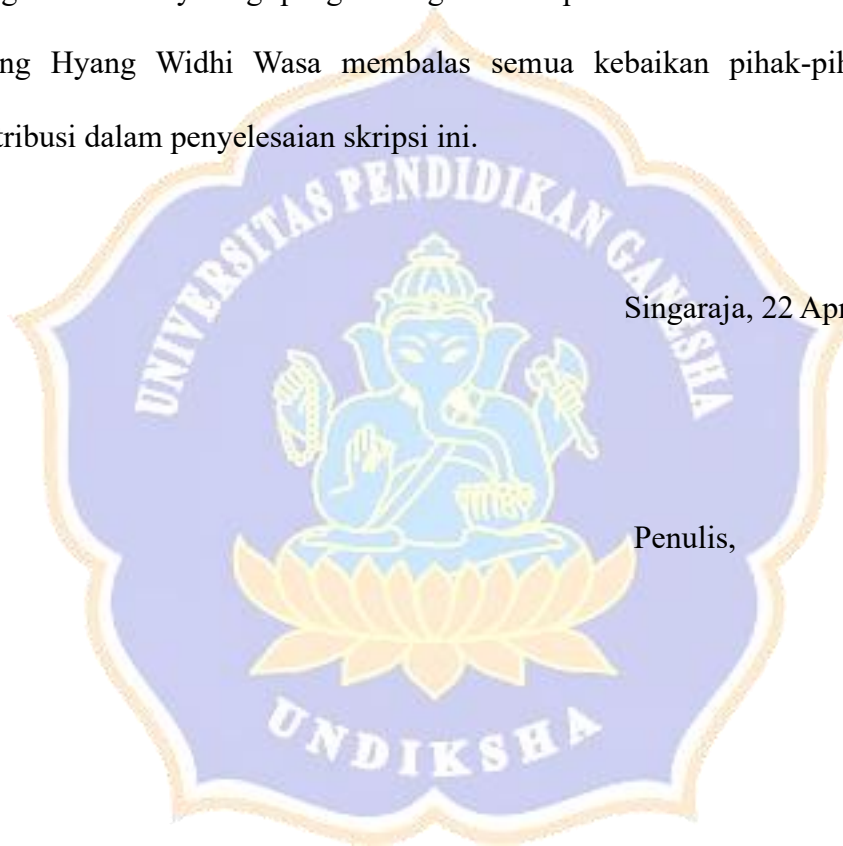 ng Hyang Widhi Wasa membalas semua kebaikan pihak-pih
tribusi dalam penyelesaian skripsi ini.
UNIVERSITAS PENDIDIKAN GANESHA
Singaraja, 22 Apr
Penulis,
UNDIKSHA